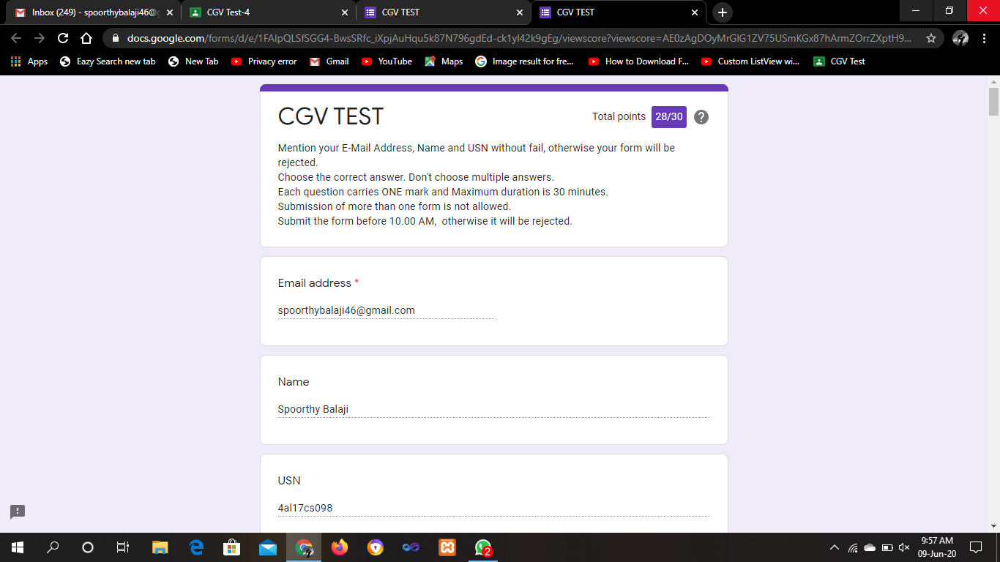 Inbox (249) - spoorthybalaji46@g
CGV Test-4
CGV TEST
CGV TEST
docs.google.com/forms/d/e/1FAIpQLSfSGG4-BwsSRfc_iXpjAuHqu5k87N796gdEd-ck1yl42k9gEg/viewscore?viewscore=AE0zAgDOyMrGlG1ZV75USmKGx87hArmZOrrZXptH9...
Apps
Eazy Search new tab
New Tab
Privacy error
Gmail
YouTube
Maps
Image result for fre...
How to Download F...
Custom ListView wi...
CGV Test
CGV TEST
Total points 28/30
Mention your E-Mail Address, Name and USN without fail, otherwise your form will be
rejected.
Choose the correct answer. Don't choose multiple answers.
Each question carries ONE mark and Maximum duration is 30 minutes.
Submission of more than one form is not allowed.
Submit the form before 10.00 AM,  otherwise it will be rejected.
Email address *
spoorthybalaji46@gmail.com
Name
Spoorthy Balaji
USN
4al17cs098
2
9:57 AM
09-Jun-20